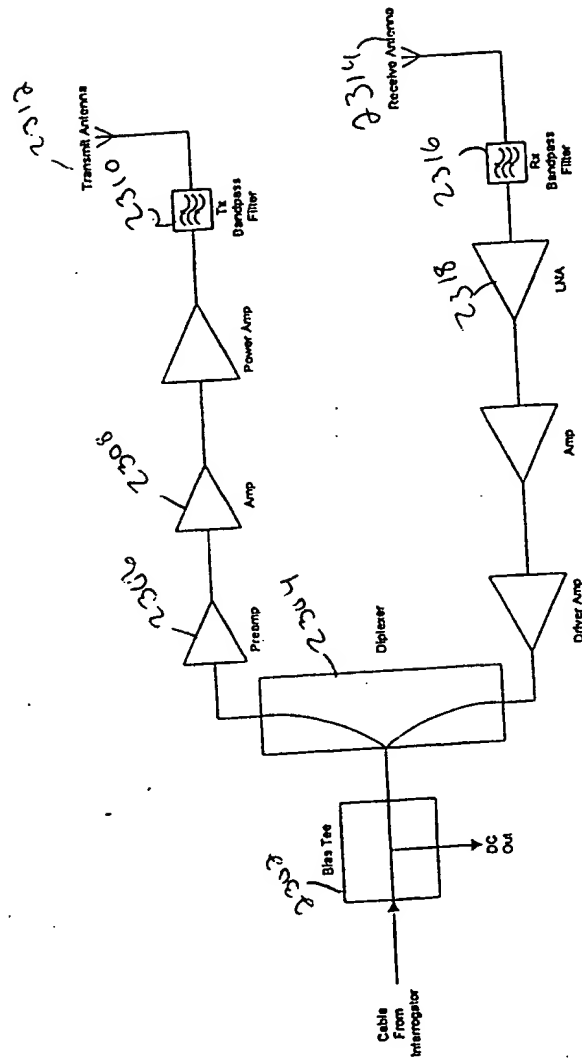 2312
Transmit Antenna
2310
Tx
Bandpass
Filter
Power Amp
2308
Amp
2306
Preamp
2304
Diplexer
2302
Bias Tee
DC
Out
Cable
From
Interrogator
2314
Receive Antenna
2316
Rx
Bandpass
Filter
2318
LNA
Amp
Driver Amp